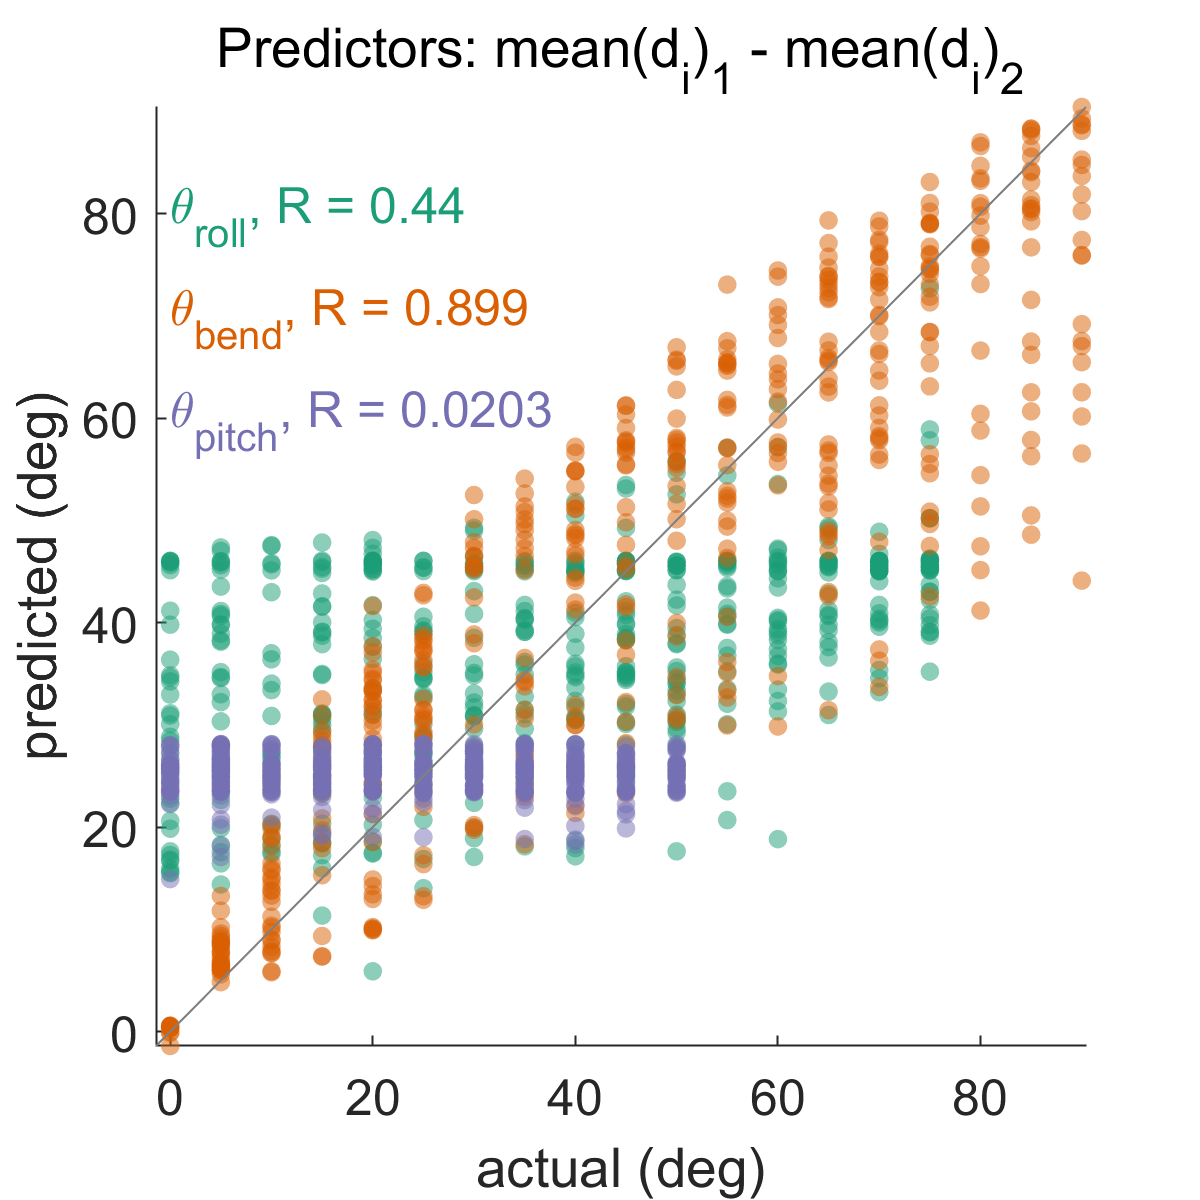 Predictors: mean(dᵢ)₁ - mean(dᵢ)₂
θroll, R = 0.44
θbend, R = 0.899
θpitch, R = 0.0203
predicted (deg)
80
60
40
20
0
0 20 40 60 80
actual (deg)